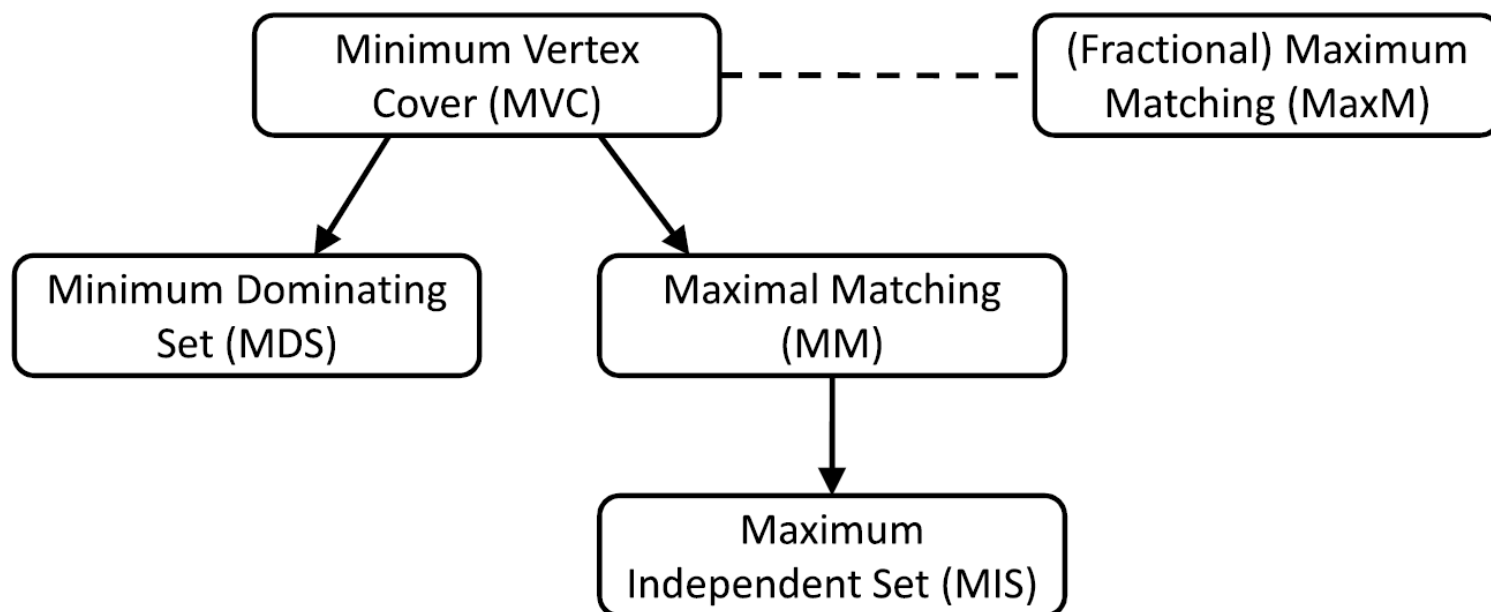 Minimum Vertex
Cover (MVC)
(Fractional) Maximum
Matching (MaxM)
Minimum Dominating
Set (MDS)
Maximal Matching
(MM)
Maximum
Independent Set (MIS)